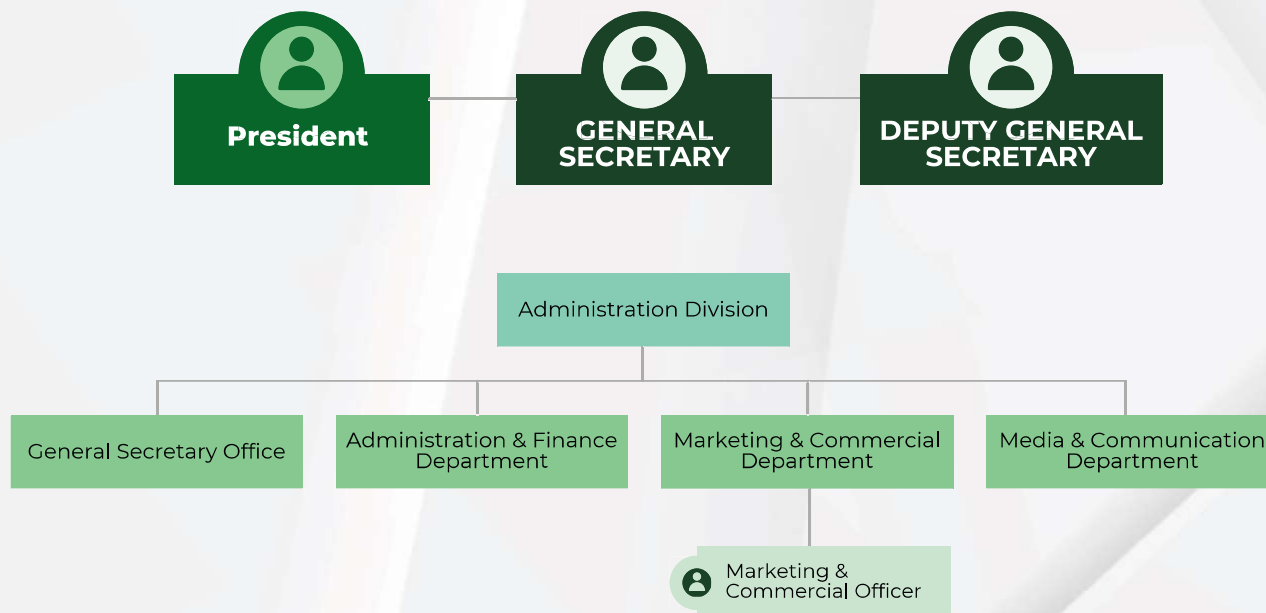 President
GENERAL
SECRETARY
DEPUTY GENERAL
SECRETARY
Administration Division
General Secretary Office
Administration & Finance
Department
Marketing & Commercial
Department
Media & Communication
Department
Marketing &
Commercial Officer